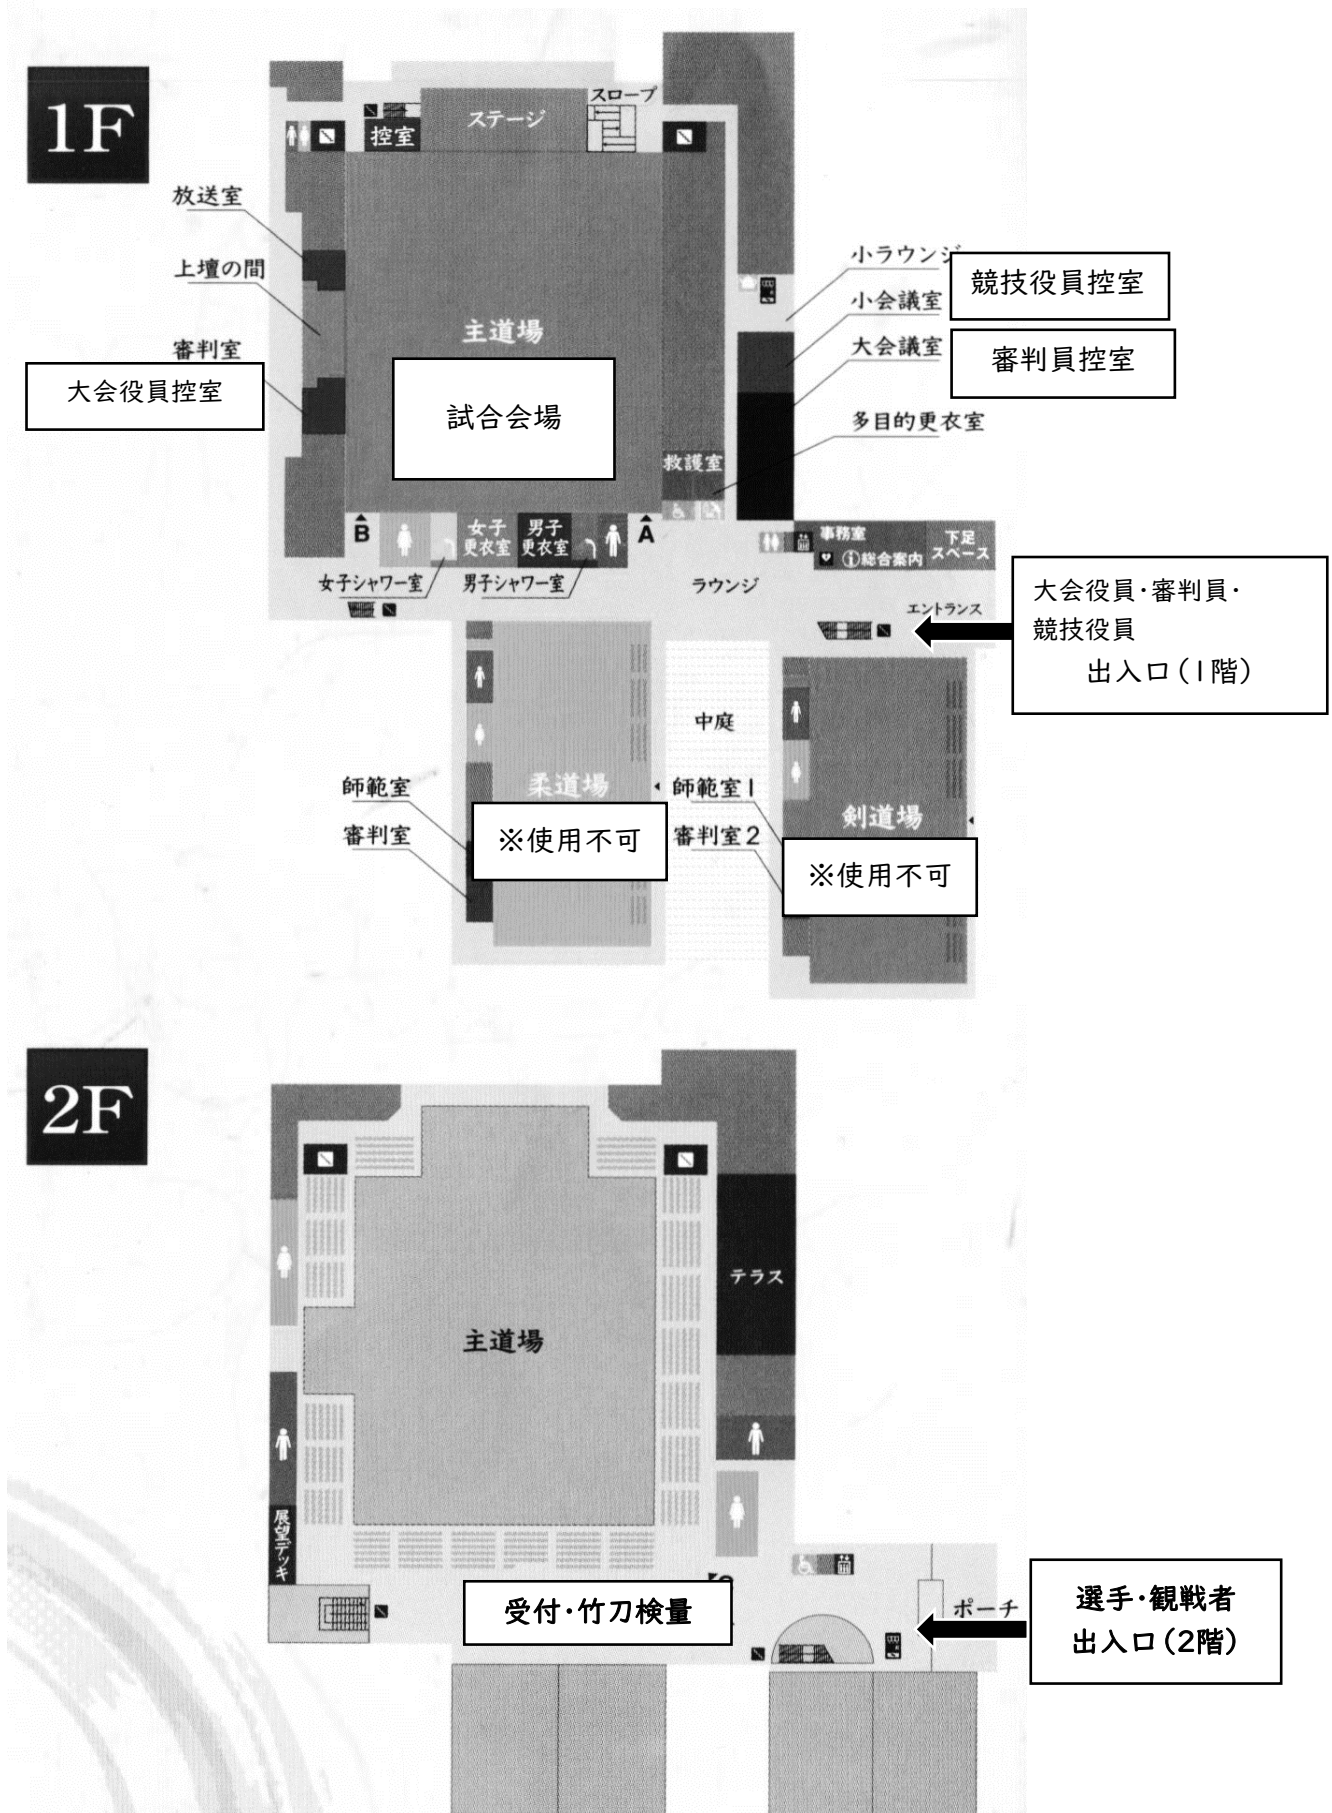 1F
スロープ
ステージ
控室
放送室
上壇の間
審判室
大会役員控室
主道場
試合会場
小ラウンジ
競技役員控室
小会議室
大会議室
審判員控室
多目的更衣室
救護室
B
女子
更衣室
男子
更衣室
A
女子シャワー室
男子シャワー室
ラウンジ
事務室
総合案内
下足
スペース
エントランス
大会役員・審判員・
競技役員
出入口(1階)
中庭
師範室
審判室
柔道場
※使用不可
師範室1
審判室2
剣道場
※使用不可
2F
テラス
主道場
展望デッキ
受付・竹刀検量
ポーチ
選手・観戦者
出入口(2階)